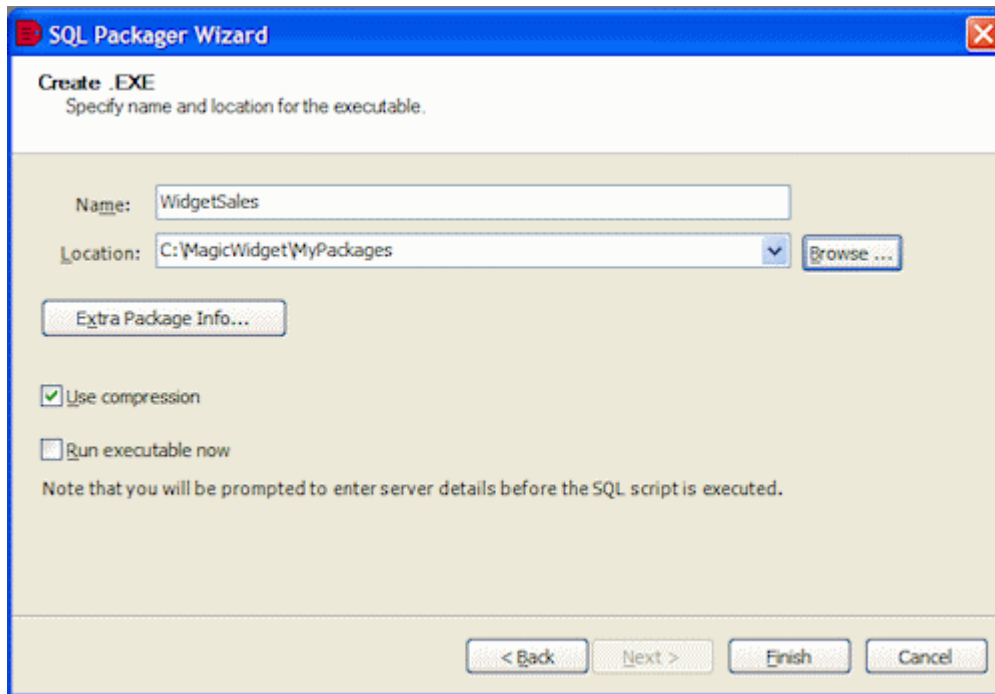 SQL Packager Wizard
Create .EXE
Specify name and location for the executable.
Name: WidgetSales
Location: C:\MagicWidget\MyPackages Browse ...
Extra Package Info...
Use compression
Run executable now
Note that you will be prompted to enter server details before the SQL script is executed.
< Back Next > Finish Cancel